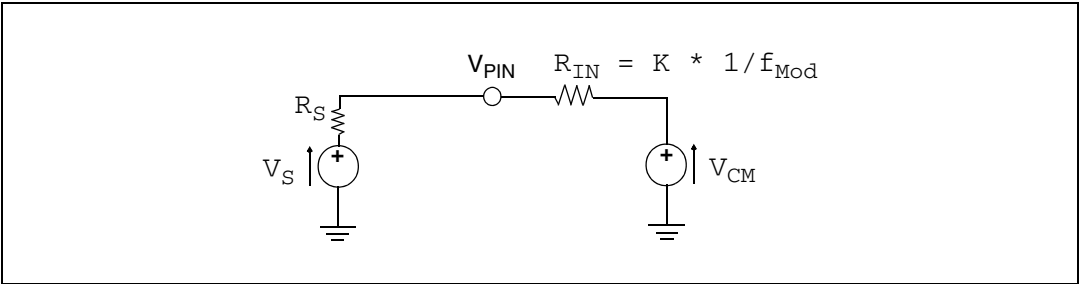 V_PIN
R_IN = K * 1/f_Mod
R_S
+
+
V_S
V_CM